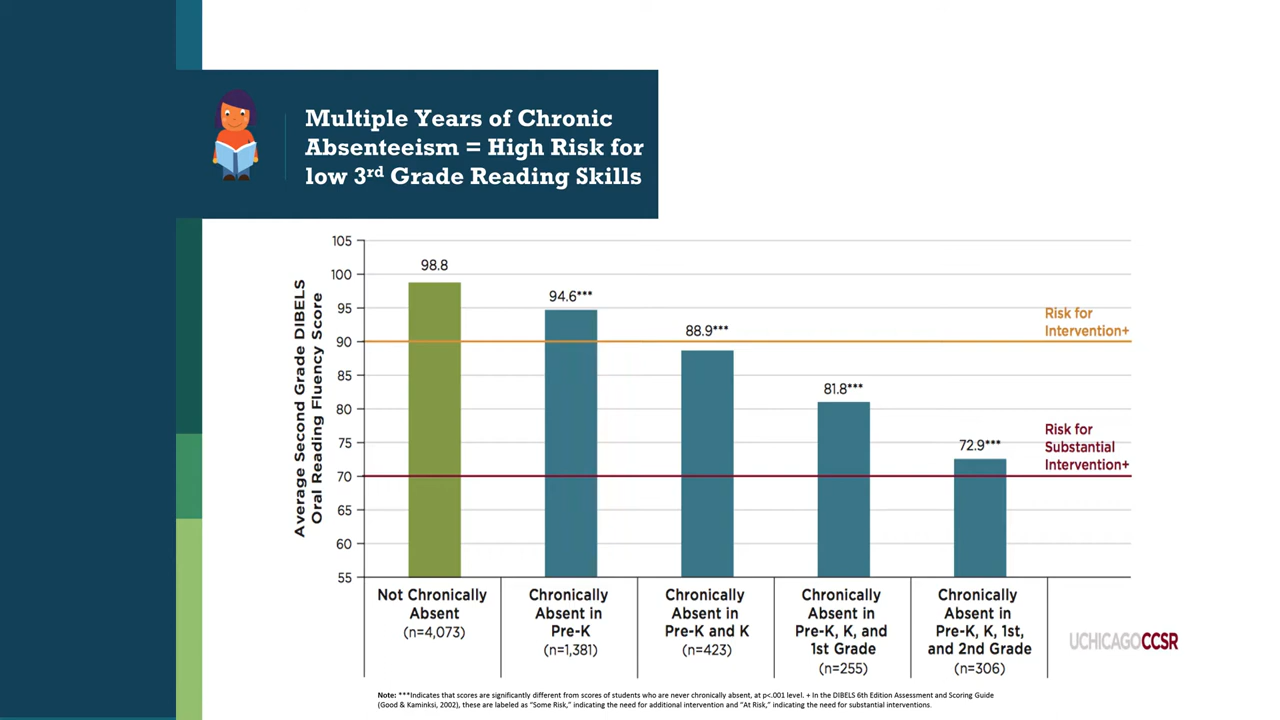 Multiple Years of Chronic
Absenteeism = High Risk for
low 3rd Grade Reading Skills
Average Second Grade DIBELS
Oral Reading Fluency Score
105
100
95
90
85
80
75
70
65
60
55
98.8
94.6***
88.9***
81.8***
72.9***
Risk for
Intervention+
Risk for
Substantial
Intervention+
Not Chronically
Absent
(n=4,073)
Chronically
Absent in
Pre-K
(n=1,381)
Chronically
Absent in
Pre-K and K
(n=423)
Chronically
Absent in
Pre-K, K, and
1st Grade
(n=255)
Chronically
Absent in
Pre-K, K, 1st,
and 2nd Grade
(n=306)
UCHICAGOCCSR
Note: ***Indicates that scores are significantly different from scores of students who are never chronically absent, at p<.001 level. + In the DIBELS 6th Edition Assessment and Scoring Guide
(Good & Kaminksi, 2002), these are labeled as “Some Risk,” indicating the need for additional intervention and “At Risk,” indicating the need for substantial interventions.